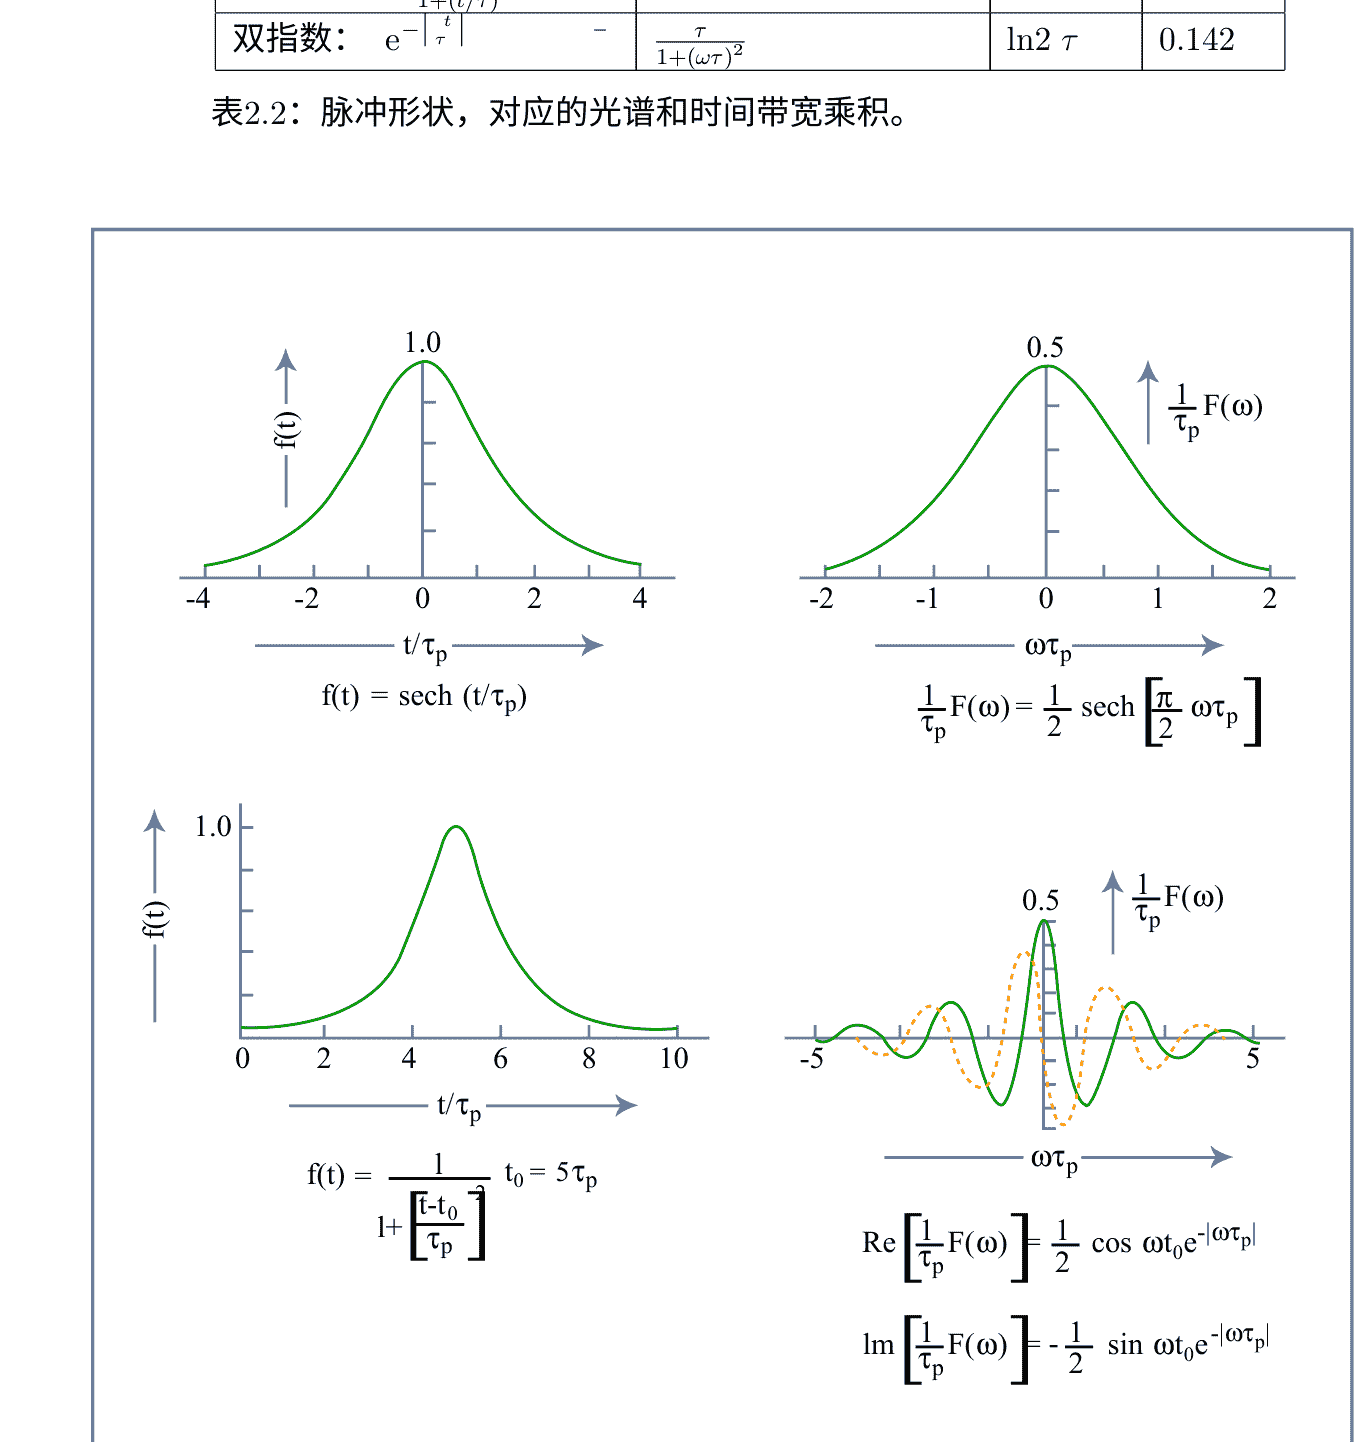 1+(t/τ)
双指数： e^−|t/τ| – τ/(1+(ωτ)²) ln2 τ 0.142
表2.2：脉冲形状，对应的光谱和时间带宽乘积。
1.0
f(t)
-4 -2 0 2 4
t/τp
f(t) = sech (t/τp)
0.5
1/τp F(ω)
-2 -1 0 1 2
ωτp
1/τp F(ω) = 1/2 sech [π/2 ωτp]
1.0
f(t)
0 2 4 6 8 10
t/τp
f(t) = 1/(1+[(t-t0)/τp]²) t0 = 5τp
0.5
1/τp F(ω)
-5 5
ωτp
Re [1/τp F(ω)] = 1/2 cos ωt0e^-|ωτp|
Im [1/τp F(ω)] = - 1/2 sin ωt0e^-|ωτp|